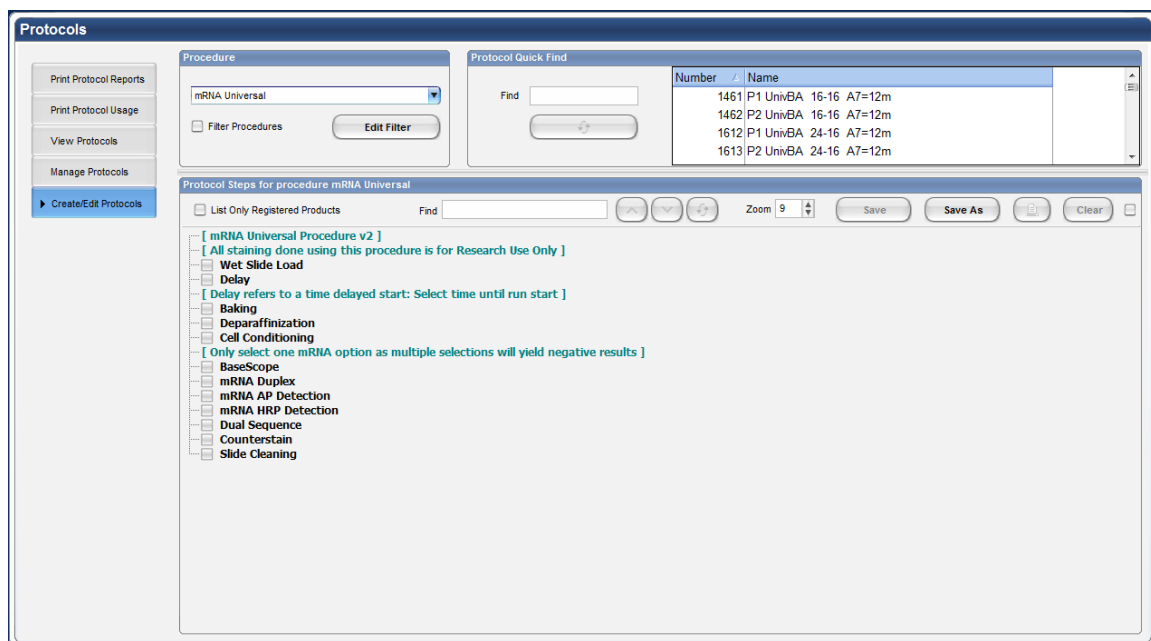 Protocols
Print Protocol Reports
Print Protocol Usage
View Protocols
Manage Protocols
Create/Edit Protocols
Procedure
mRNA Universal
Filter Procedures
Edit Filter
Protocol Quick Find
Find
Number Name
1461 P1 UnivBA 16-16 A7=12m
1462 P2 UnivBA 16-16 A7=12m
1612 P1 UnivBA 24-16 A7=12m
1613 P2 UnivBA 24-16 A7=12m
Protocol Steps for procedure mRNA Universal
List Only Registered Products
Find
Zoom 9
Save
Save As
Clear
[ mRNA Universal Procedure v2 ]
[ All staining done using this procedure is for Research Use Only ]
Wet Slide Load
Delay
[ Delay refers to a time delayed start: Select time until run start ]
Baking
Deparaffinization
Cell Conditioning
[ Only select one mRNA option as multiple selections will yield negative results ]
BaseScope
mRNA Duplex
mRNA AP Detection
mRNA HRP Detection
Dual Sequence
Counterstain
Slide Cleaning